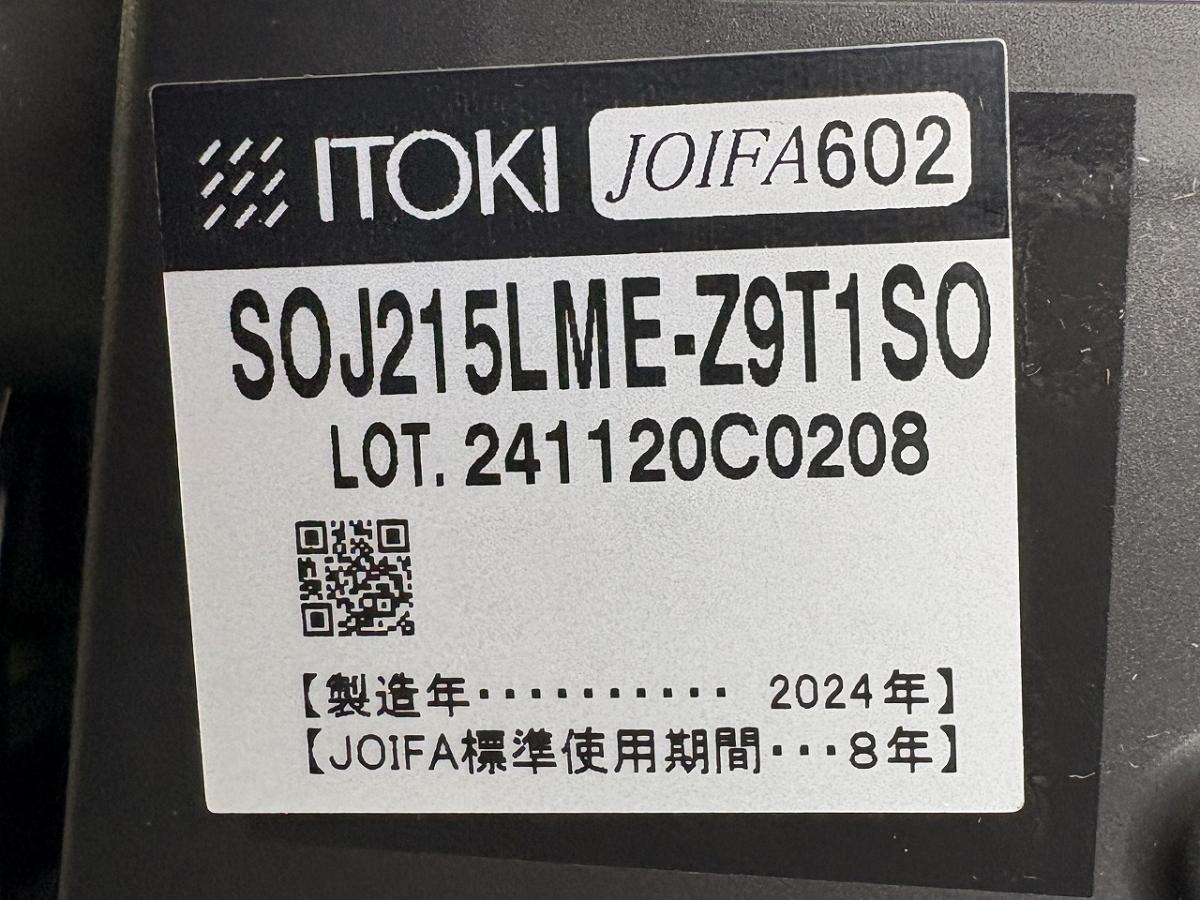 ITOKI JOIFA602
SOJ215LME-Z9T1SO
LOT. 241120C0208
【製造年・・・・・・・・・・ 2024年】
【JOIFA標準使用期間・・・8年】